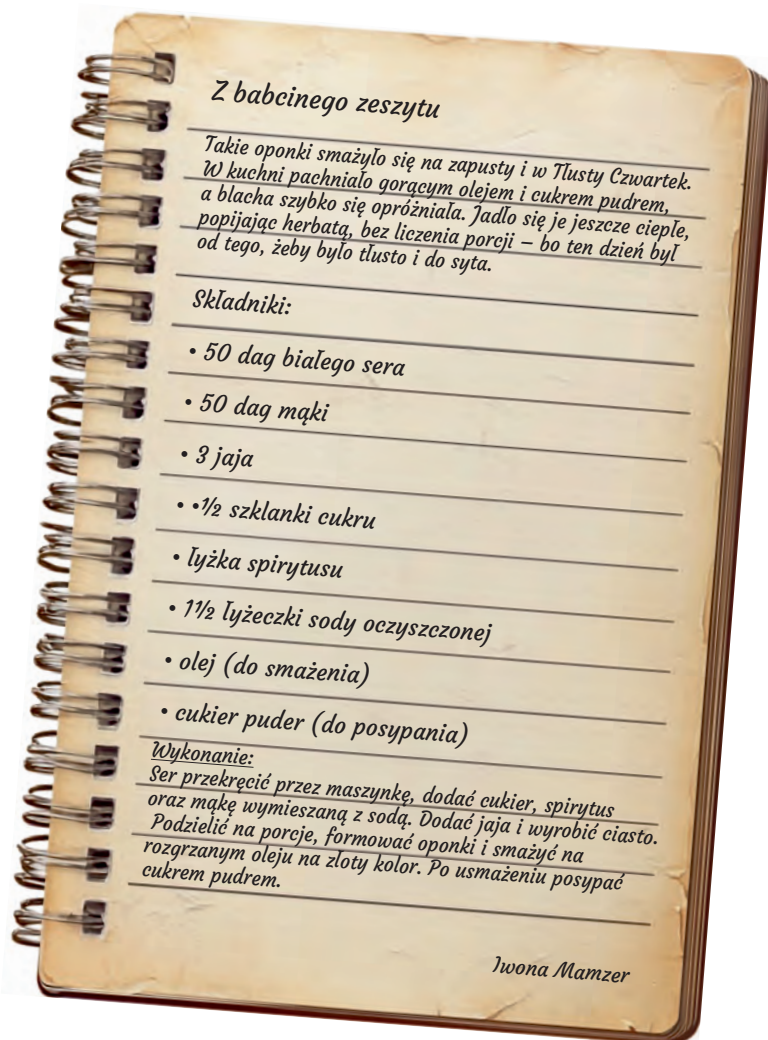 Z babcinego zeszytu
Takie oponki smażyło się na zapusty i w Tłusty Czwartek.
W kuchni pachniało gorącym olejem i cukrem pudrem,
a blacha szybko się opróżniała. Jadło się je jeszcze ciepłe,
popijając herbatą, bez liczenia porcji – bo ten dzień był
od tego, żeby było tłusto i do syta.
Składniki:
• 50 dag białego sera
• 50 dag mąki
• 3 jaja
• •½ szklanki cukru
• łyżka spirytusu
• 1½ łyżeczki sody oczyszczonej
• olej (do smażenia)
• cukier puder (do posypania)
Wykonanie:
Ser przekręcić przez maszynkę, dodać cukier, spirytus
oraz mąkę wymieszaną z sodą. Dodać jaja i wyrobić ciasto.
Podzielić na porcje, formować oponki i smażyć na
rozgrzanym oleju na złoty kolor. Po usmażeniu posypać
cukrem pudrem.
Iwona Mamzer